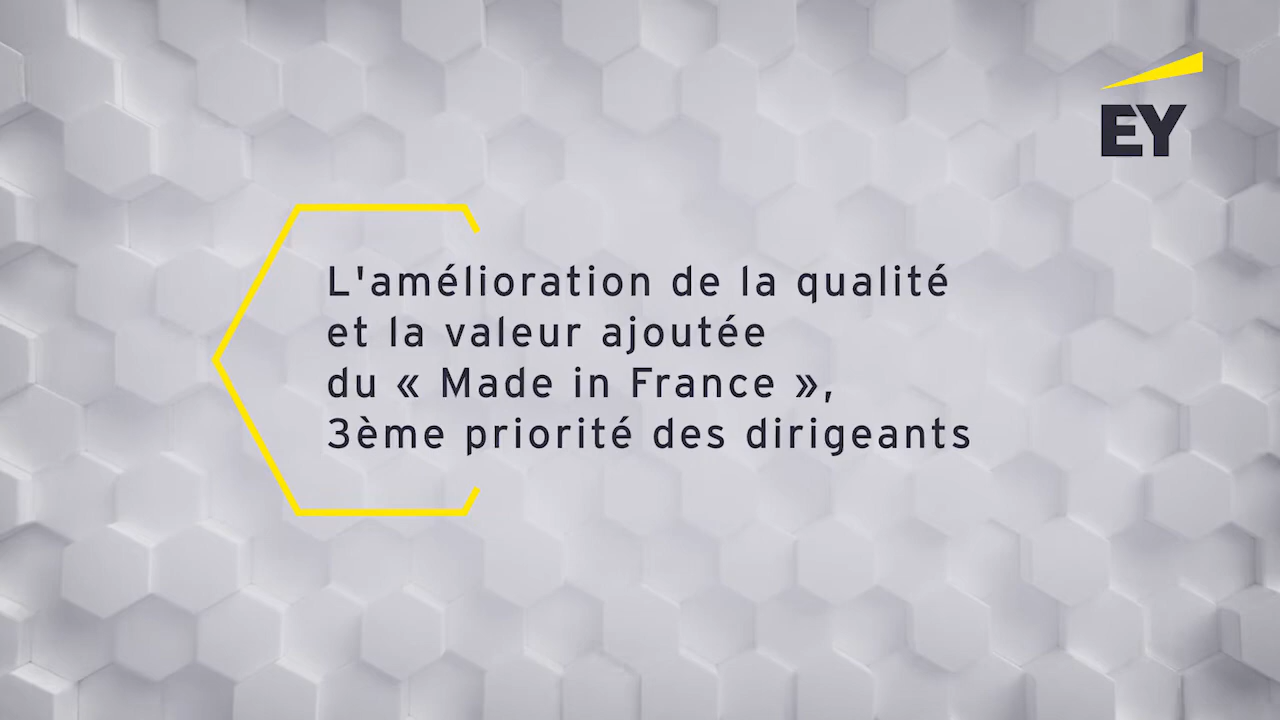 EY
L'amélioration de la qualité
et la valeur ajoutée
du « Made in France »,
3ème priorité des dirigeants